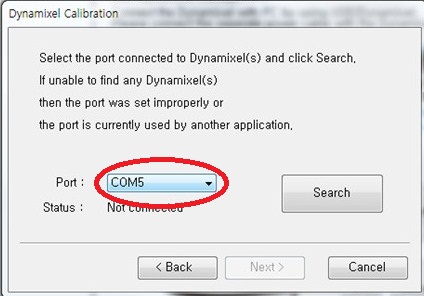 Dynamixel Calibration
Select the port connected to Dynamixel(s) and click Search,
If unable to find any Dynamixel(s)
then the port was set improperly or
the port is currently used by another application,
Port :
COM5
Search
Status :
Not connected
< Back
Next >
Cancel